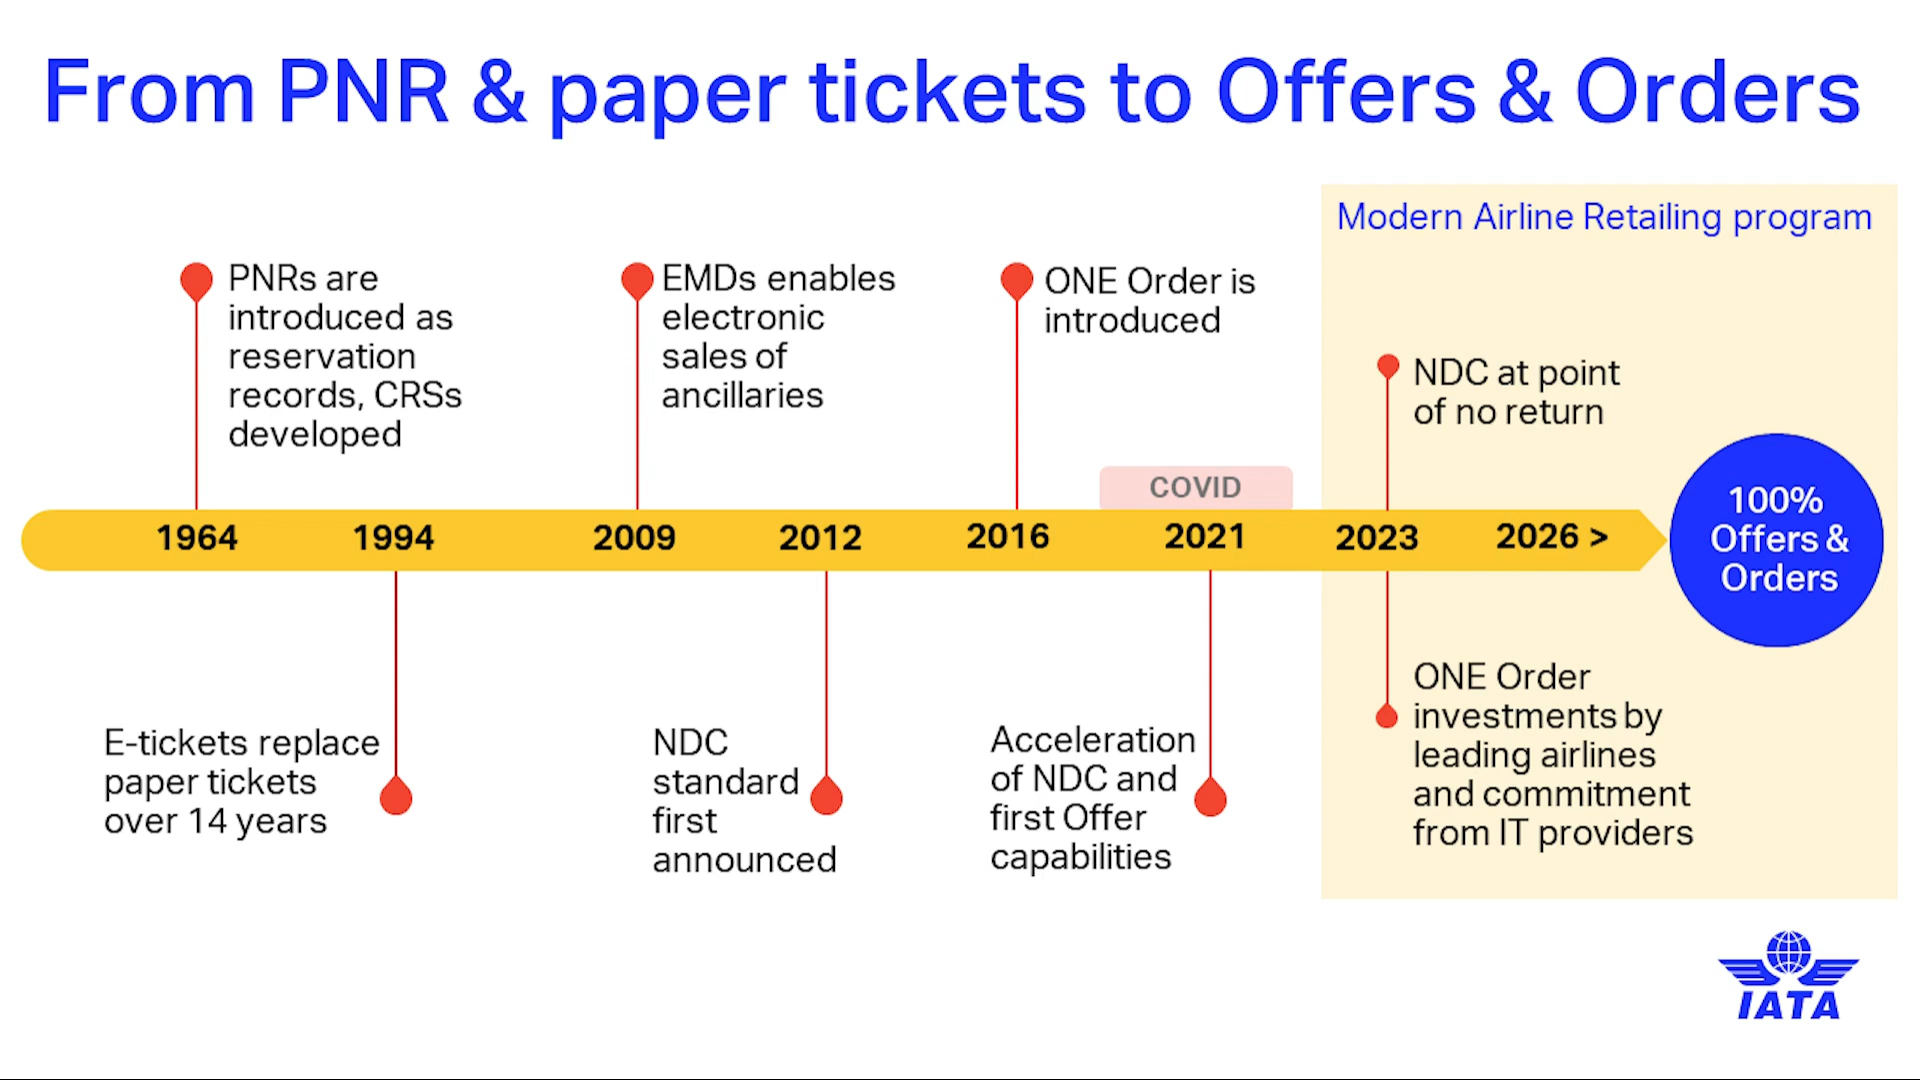 From PNR & paper tickets to Offers & Orders
Modern Airline Retailing program
PNRs are
introduced as
reservation
records, CRSs
developed
EMDs enables
electronic
sales of
ancillaries
ONE Order is
introduced
NDC at point
of no return
COVID
1964
1994
2009
2012
2016
2021
2023
2026 >
100%
Offers &
Orders
E-tickets replace
paper tickets
over 14 years
NDC
standard
first
announced
Acceleration
of NDC and
first Offer
capabilities
ONE Order
investments by
leading airlines
and commitment
from IT providers
IATA